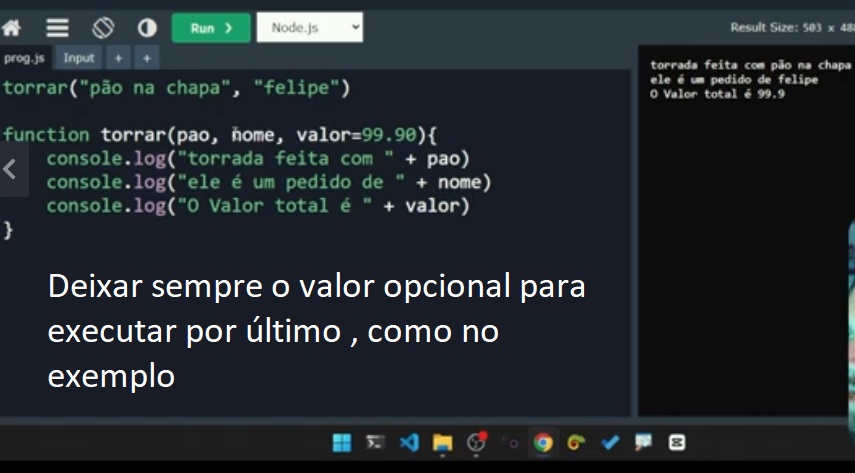 Run >
Node.js
Result Size: 503 x 48
prog.js Input + +
torrar("pão na chapa", "felipe")
function torrar(pao, nome, valor=99.90){
console.log("torrada feita com " + pao)
console.log("ele é um pedido de " + nome)
console.log("O Valor total é " + valor)
}
torrada feita com pão na chapa
ele é um pedido de felipe
O Valor total é 99.9
Deixar sempre o valor opcional para
executar por último , como no
exemplo